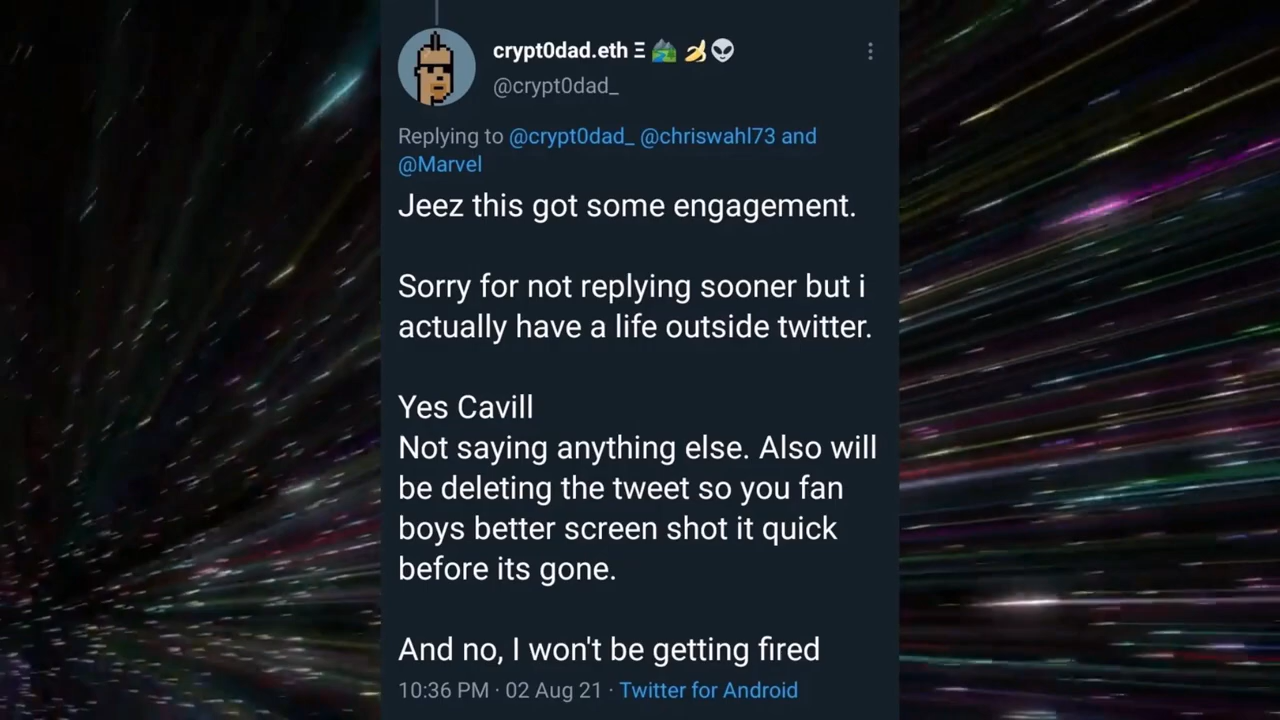 crypt0dad.eth Ξ 🏞️ 🍌👽
@crypt0dad_
Replying to @crypt0dad_ @chriswahl73 and
@Marvel
Jeez this got some engagement.
Sorry for not replying sooner but i
actually have a life outside twitter.
Yes Cavill
Not saying anything else. Also will
be deleting the tweet so you fan
boys better screen shot it quick
before its gone.
And no, I won't be getting fired
10:36 PM · 02 Aug 21 · Twitter for Android